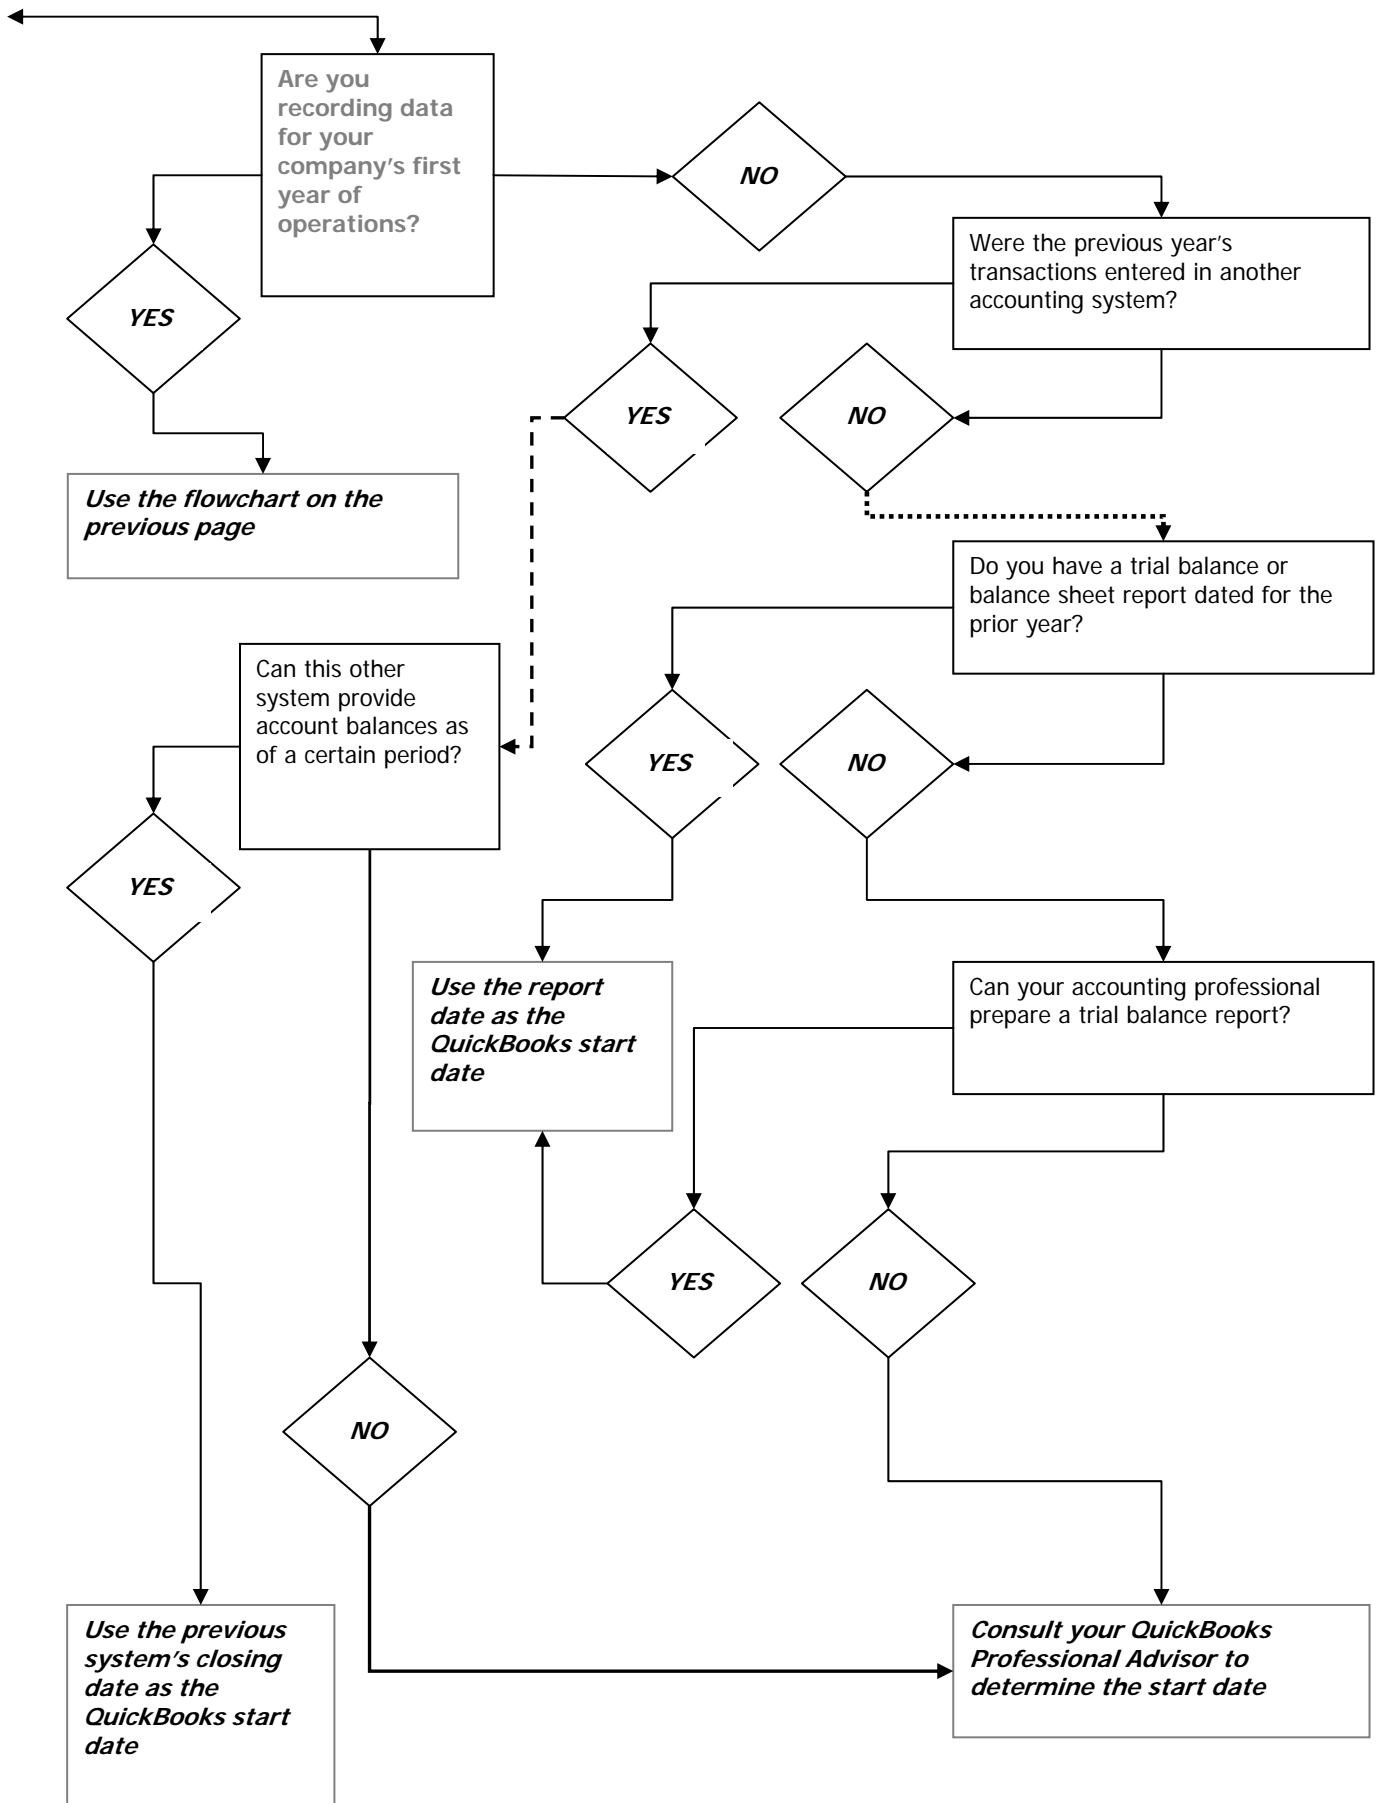 Are you
recording data
for your
company's first
year of
operations?
NO
Were the previous year's
transactions entered in another
accounting system?
YES
YES
NO
Use the flowchart on the
previous page
Do you have a trial balance or
balance sheet report dated for the
prior year?
Can this other
system provide
account balances as
of a certain period?
YES
NO
YES
Use the report
date as the
QuickBooks start
date
Can your accounting professional
prepare a trial balance report?
YES
NO
NO
Use the previous
system's closing
date as the
QuickBooks start
date
Consult your QuickBooks
Professional Advisor to
determine the start date